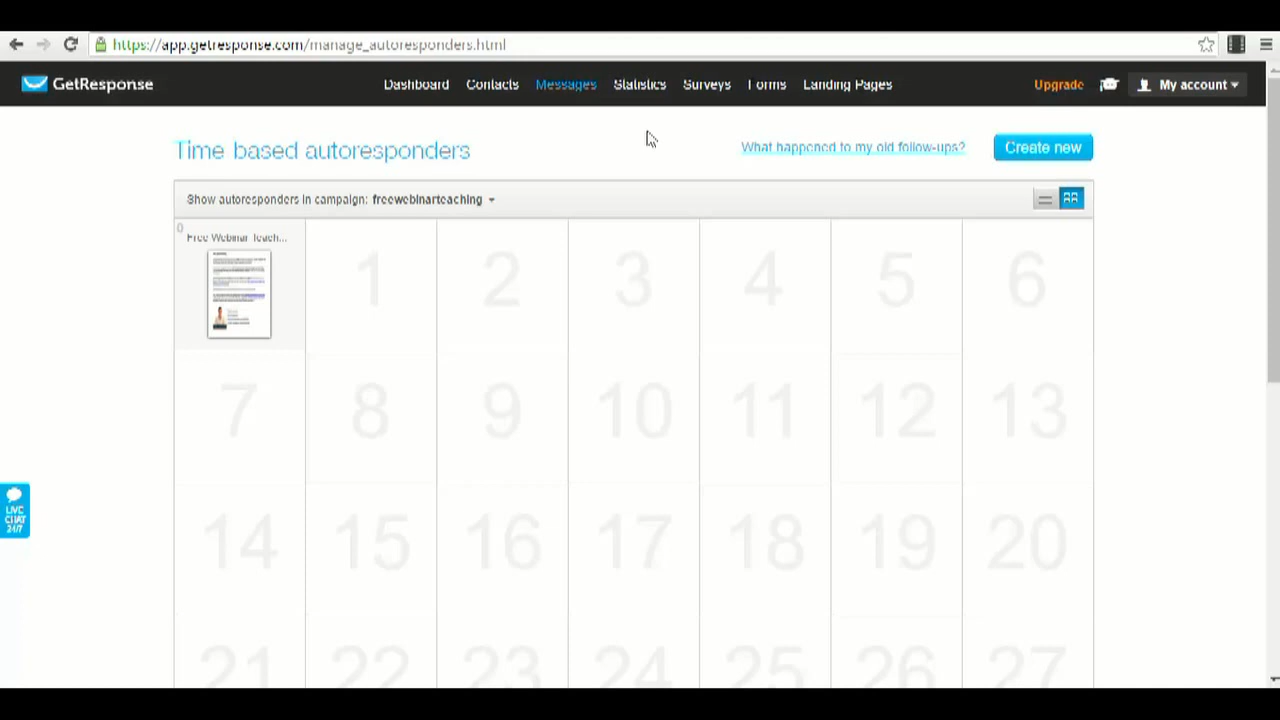 https://app.getresponse.com/manage_autoresponders.html
GetResponse Dashboard Contacts Messages Statistics Surveys Forms Landing Pages Upgrade My account
Time based autoresponders What happened to my old follow-ups? Create new
Show autoresponders in campaign: freewebinarteaching
0 Free Webinar Teach...
1 2 3 4 5 6
7 8 9 10 11 12 13
LIVE
CHAT
24/7
14 15 16 17 18 19 20
21 22 23 24 25 26 27